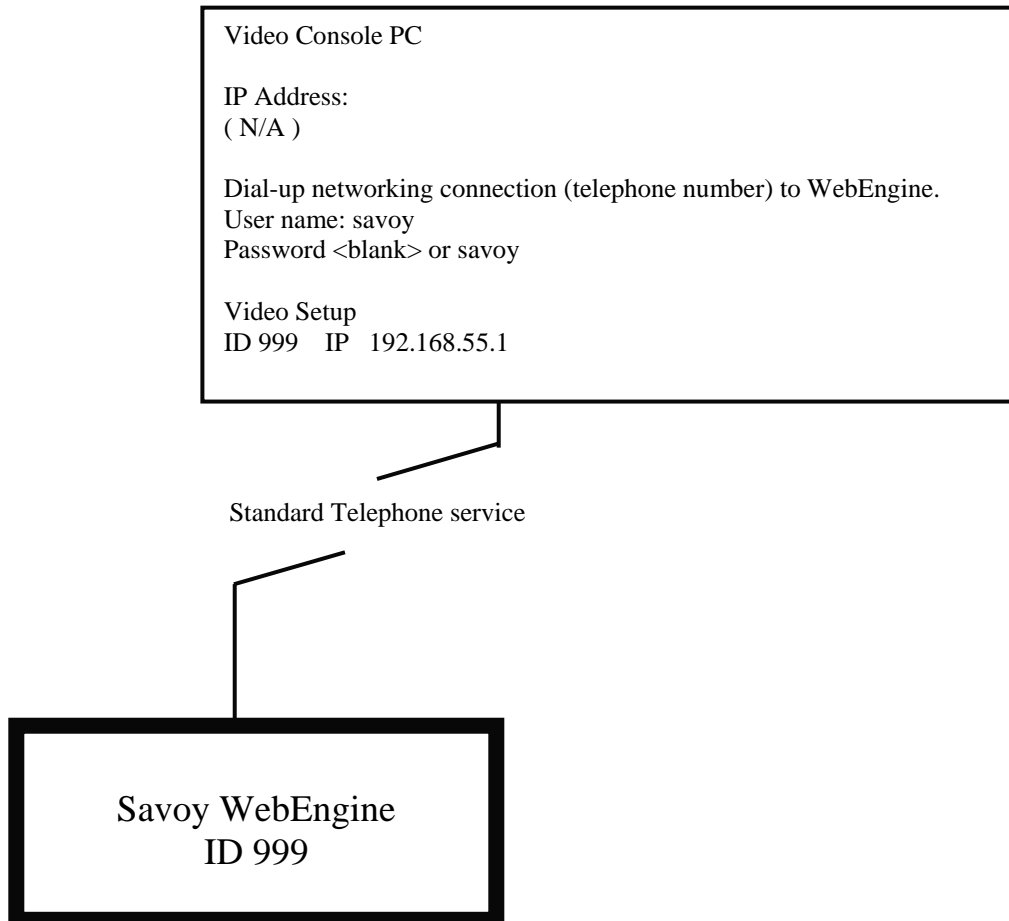 Video Console PC
IP Address:
( N/A )
Dial-up networking connection (telephone number) to WebEngine.
User name: savoy
Password <blank> or savoy
Video Setup
ID 999    IP   192.168.55.1
Standard Telephone service
Savoy WebEngine
ID 999